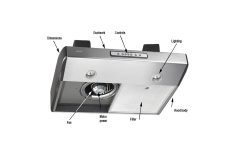 Ductwork
Controls
Lighting
Dimensions
Hood body
Motor
power
Fan
Filter